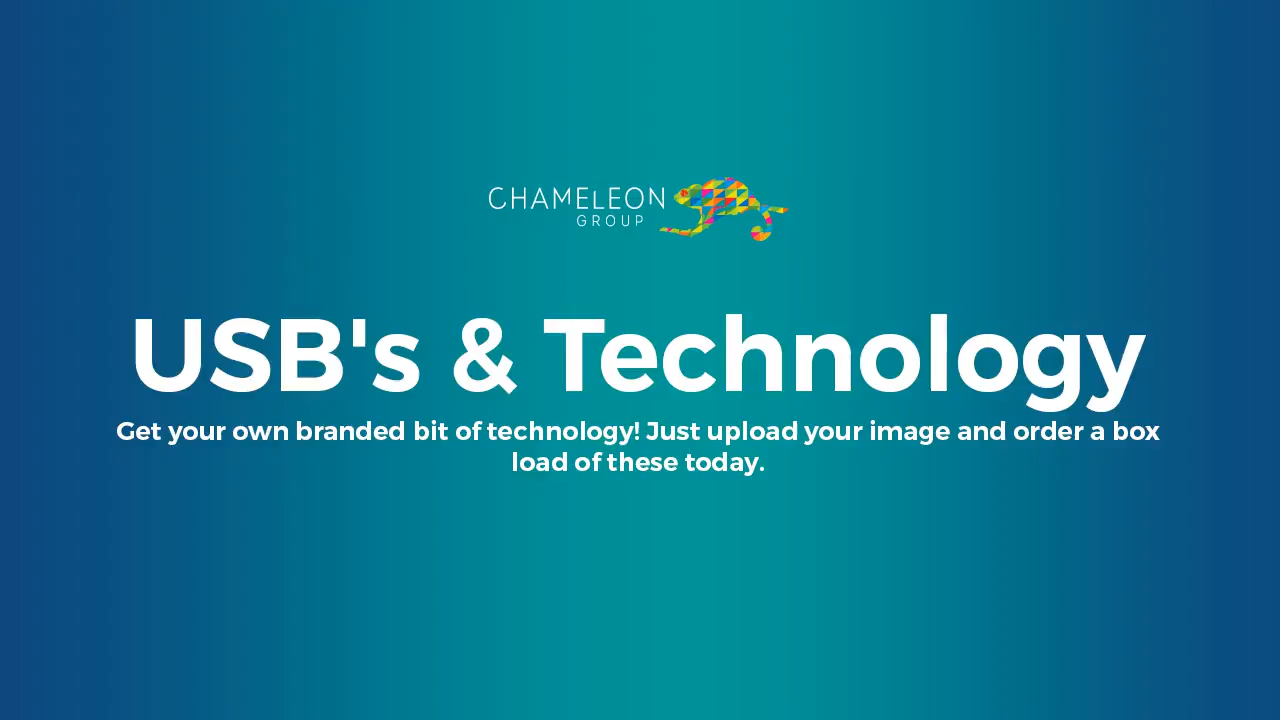 CHAMELEON
GROUP
USB's & Technology
Get your own branded bit of technology! Just upload your image and order a box
load of these today.